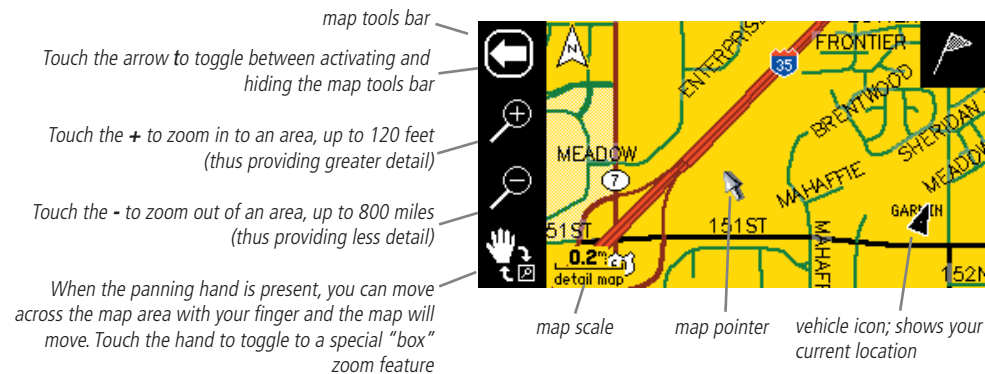 map tools bar
Touch the arrow to toggle between activating and
hiding the map tools bar
Touch the + to zoom in to an area, up to 120 feet
(thus providing greater detail)
Touch the - to zoom out of an area, up to 800 miles
(thus providing less detail)
When the panning hand is present, you can move
across the map area with your finger and the map will
move. Touch the hand to toggle to a special "box"
zoom feature
N
ENTERPRIS
FRONTIER
35
BRENTWOOD
SHERIDAN
MEADOW
MEADOW
7
MAHAFFIE
GARMIN
51ST
151ST
MAHAFF
152N
0.2
detail map
map scale
map pointer
vehicle icon; shows your
current location